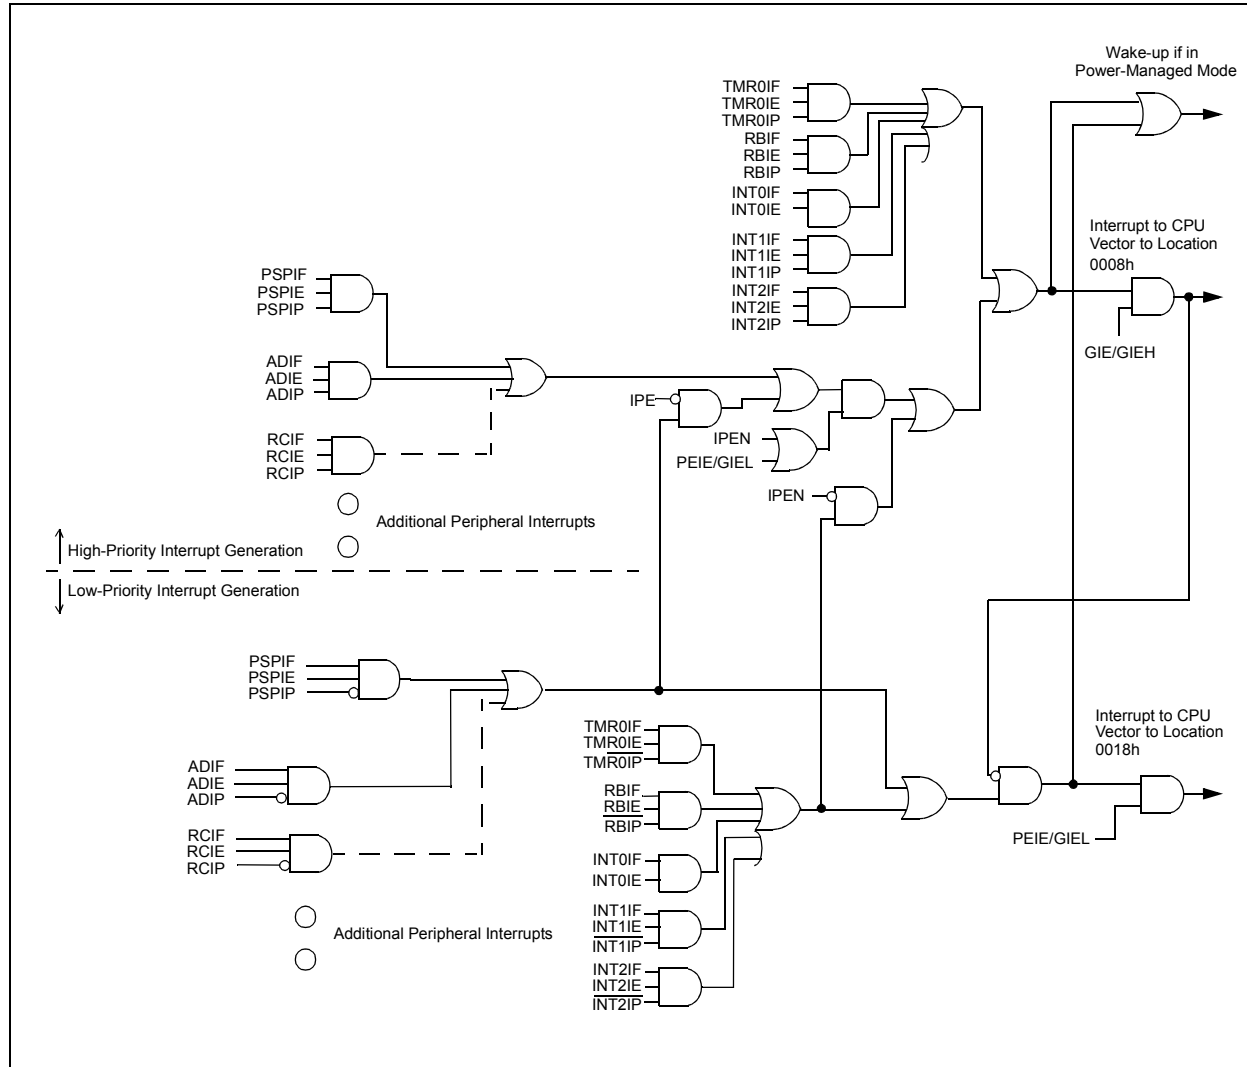 Wake-up if in
Power-Managed Mode
TMR0IF
TMR0IE
TMR0IP
RBIF
RBIE
RBIP
INT0IF
INT0IE
INT1IF
INT1IE
INT1IP
INT2IF
INT2IE
INT2IP
Interrupt to CPU
Vector to Location
0008h
GIE/GIEH
PSPIF
PSPIE
PSPIP
ADIF
ADIE
ADIP
RCIF
RCIE
RCIP
IPE
IPEN
PEIE/GIEL
IPEN
Additional Peripheral Interrupts
High-Priority Interrupt Generation
Low-Priority Interrupt Generation
PSPIF
PSPIE
PSPIP
ADIF
ADIE
ADIP
RCIF
RCIE
RCIP
Additional Peripheral Interrupts
TMR0IF
TMR0IE
TMR0IP
RBIF
RBIE
RBIP
INT0IF
INT0IE
INT1IF
INT1IE
INT1IP
INT2IF
INT2IE
INT2IP
Interrupt to CPU
Vector to Location
0018h
PEIE/GIEL